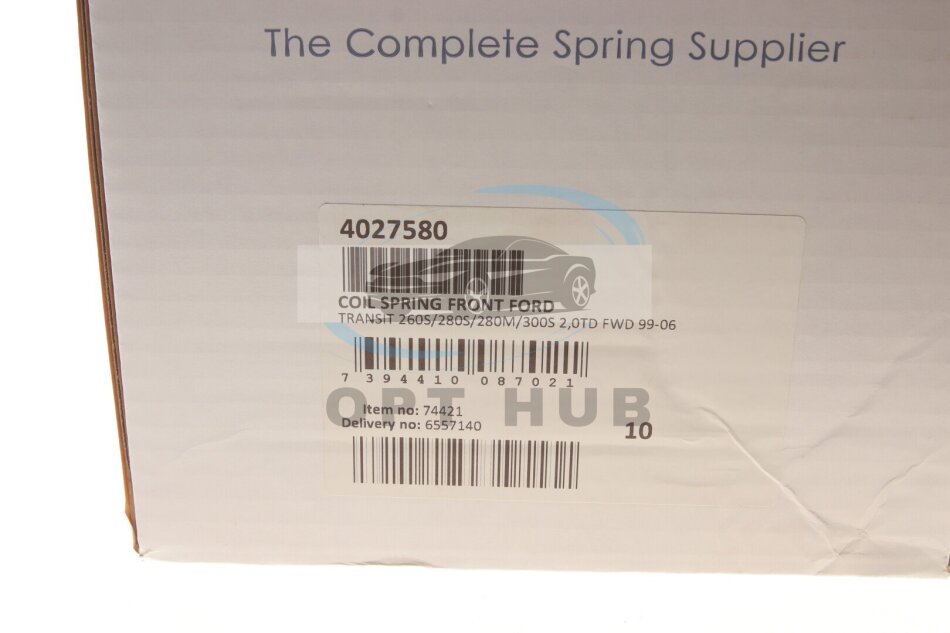 The Complete Spring Supplier
4027580
COIL SPRING FRONT FORD
TRANSIT 260S/280S/280M/300S 2,0TD FWD 99-06
7 394410 087021
OPT HUB
Item no: 74421
Delivery no: 6557140
10